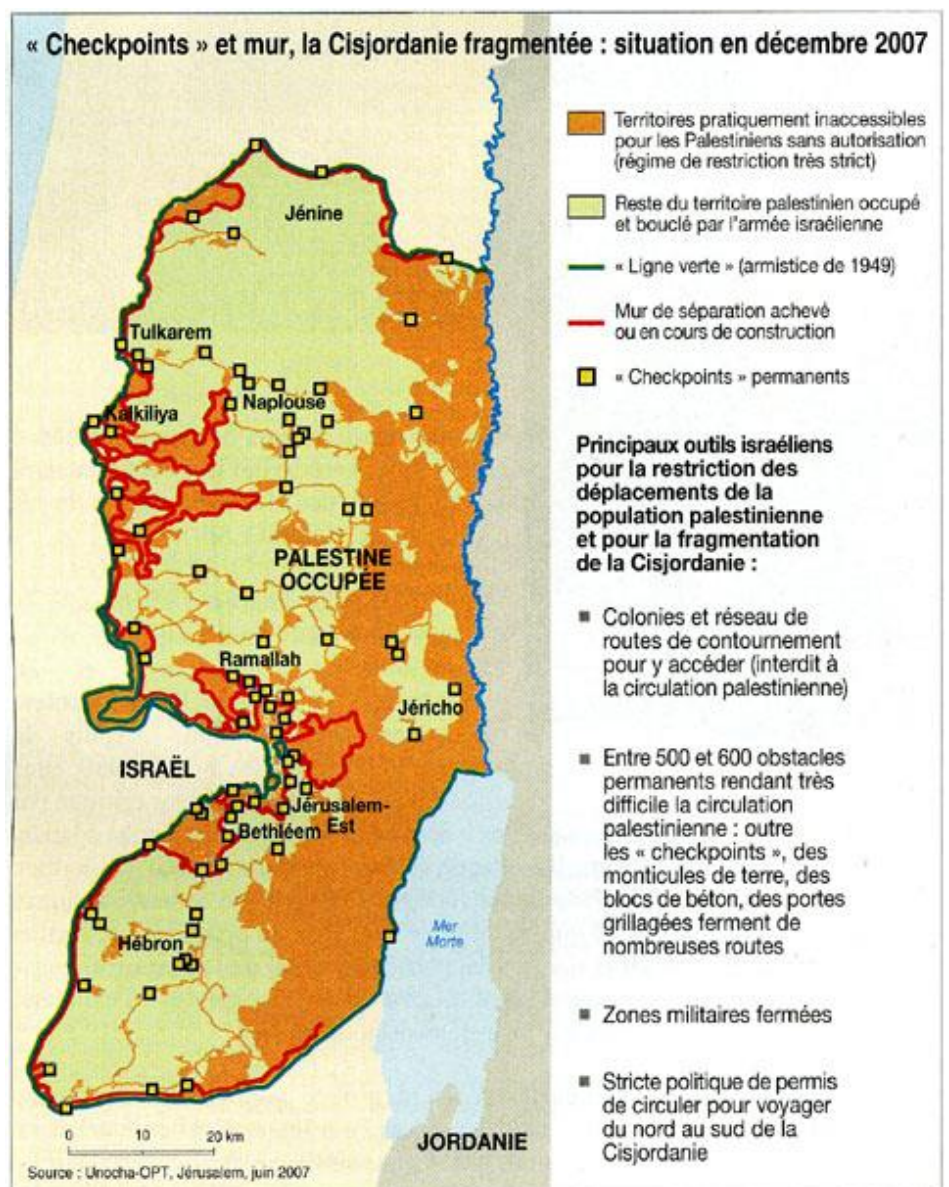 « Checkpoints » et mur, la Cisjordanie fragmentée : situation en décembre 2007
Territoires pratiquement inaccessibles
pour les Palestiniens sans autorisation
(régime de restriction très strict)
Reste du territoire palestinien occupé
et bouclé par l'armée israélienne
« Ligne verte » (armistice de 1949)
Mur de séparation achevé
ou en cours de construction
« Checkpoints » permanents
Principaux outils israéliens
pour la restriction des
déplacements de la
population palestinienne
et pour la fragmentation
de la Cisjordanie :
Colonies et réseau de
routes de contournement
pour y accéder (interdit à
la circulation palestinienne)
Entre 500 et 600 obstacles
permanents rendant très
difficile la circulation
palestinienne : outre
les « checkpoints », des
monticules de terre, des
blocs de béton, des portes
grillagées ferment de
nombreuses routes
Zones militaires fermées
Stricte politique de permis
de circuler pour voyager
du nord au sud de la
Cisjordanie
Jénine
Tulkarem
Naplouse
Kalkiliya
PALESTINE
OCCUPÉE
Ramallah
Jéricho
ISRAËL
Jérusalem-
Est
Bethléem
Mer
Morte
Hébron
JORDANIE
0 10 20 km
Source : Unocha-OPT, Jérusalem, juin 2007